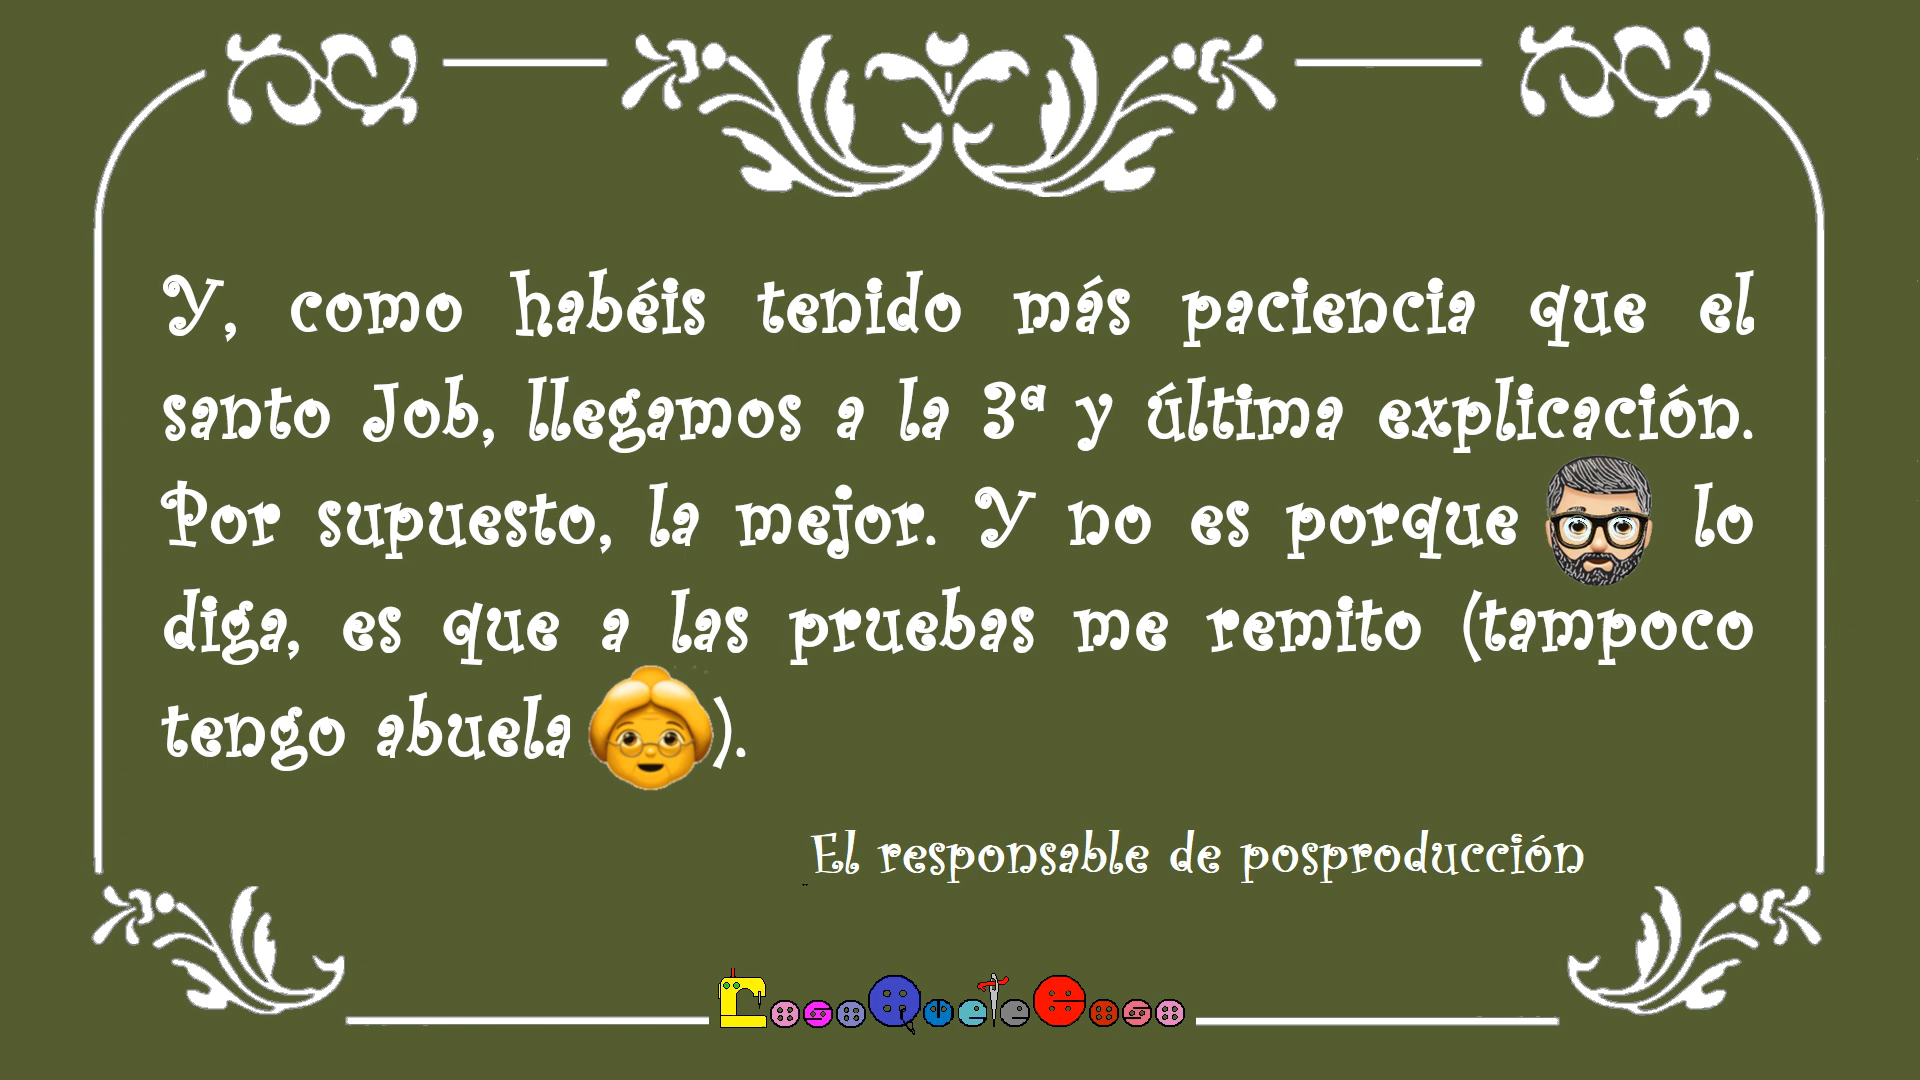 Y, como habéis tenido más paciencia que el
santo Job, llegamos a la 3ª y última explicación.
Por supuesto, la mejor. Y no es porque lo
diga, es que a las pruebas me remito (tampoco
tengo abuela ).
El responsable de posproducción